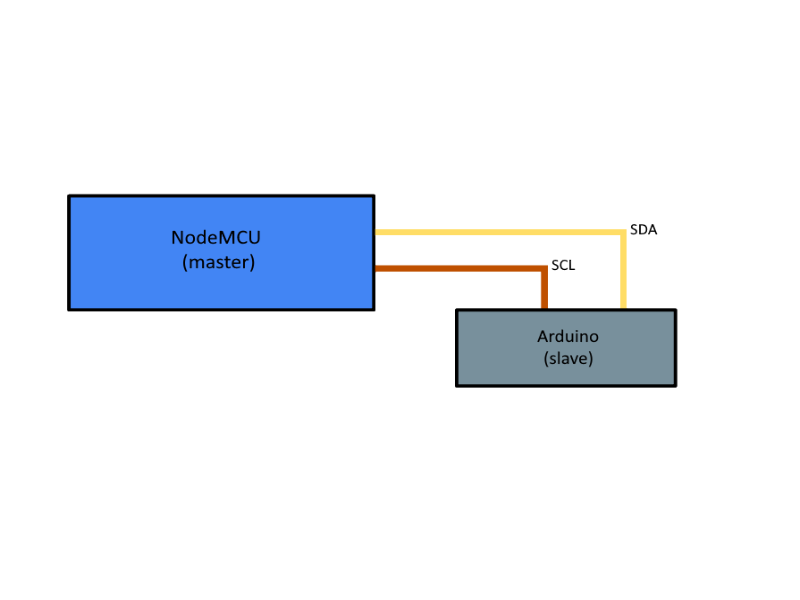 NodeMCU
(master)
SDA
SCL
Arduino
(slave)